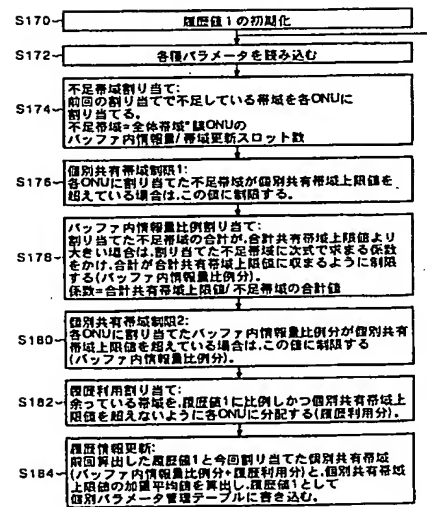 S170
履歴値1の初期化
S172
各種パラメータを読み込む
S174
不足帯域割り当て:
前回の割り当てで不足している帯域を各ONUに
割り当てる。
不足帯域=全体帯域*該ONUの
バッファ内情報量/帯域更新スロット数
S176
個別共有帯域制限1:
各ONUに割り当てた不足帯域が個別共有帯域上限値を
超えている場合は、この値に制限する。
S178
バッファ内情報量比例割り当て:
割り当てた不足帯域の合計が、合計共有帯域上限値より
大きい場合は、割り当てた不足帯域に次式で求まる係数
をかけ、合計が合計共有帯域上限値に収まるように制限
する(バッファ内情報量比例分)。
係数=合計共有帯域上限値/不足帯域の合計値
S180
個別共有帯域制限2:
各ONUに割り当てたバッファ内情報量比例分が個別共有
帯域上限値を超えている場合は、この値に制限する
(バッファ内情報量比例分)。
S182
履歴利用割り当て:
余っている帯域を、履歴値1に比例しかつ個別共有帯域上
限値を超えないように各ONUに分配する(履歴利用分)。
S184
履歴情報更新:
前回算出した履歴値1と今回割り当てた個別共有帯域
(バッファ内情報量比例分+履歴利用分)と、個別共有帯域
上限値の加重平均値を算出し、履歴値1として
個別パラメータ管理テーブルに書き込む。